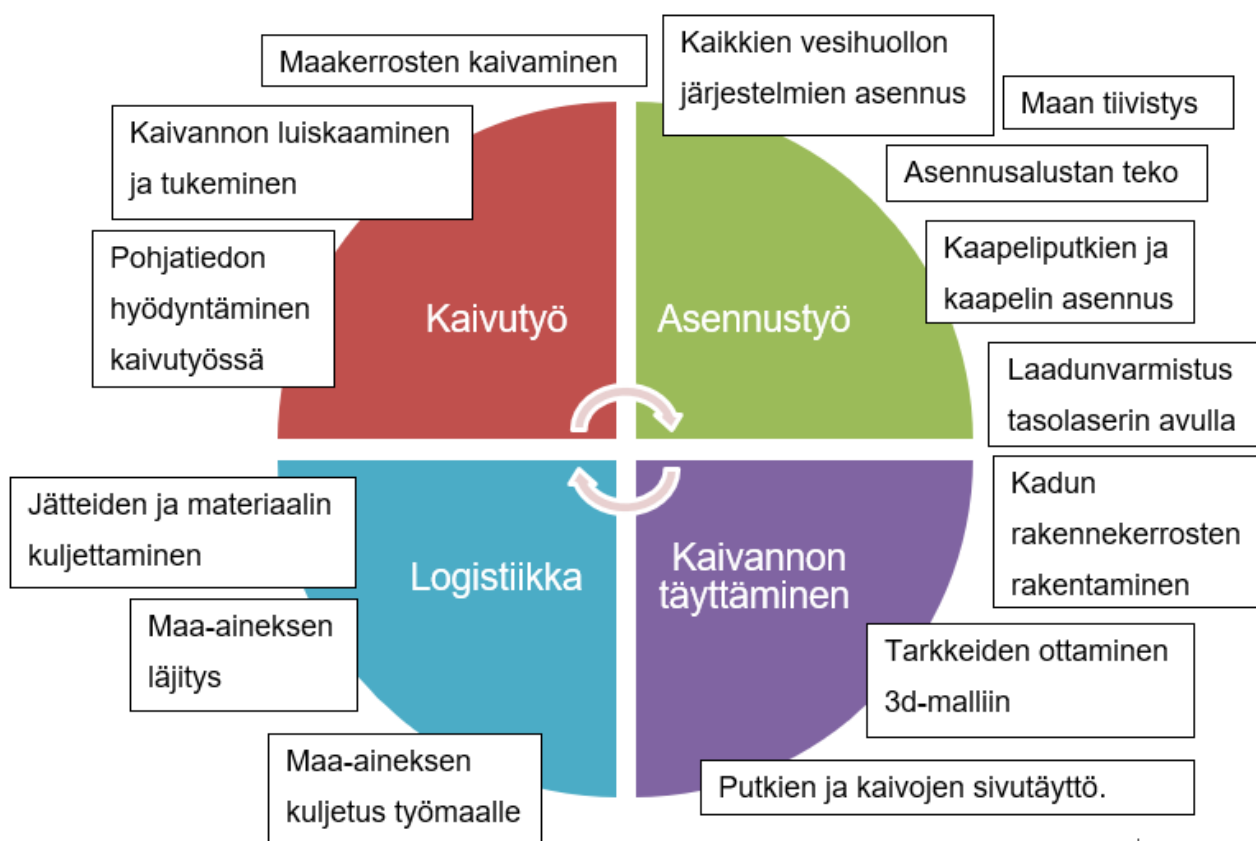 Maakerrosten kaivaminen
Kaivannon luiskaaminen
ja tukeminen
Pohjatiedon
hyödyntäminen
kaivutyössä
Kaivutyö
Kaikkien vesihuollon
järjestelmien asennus
Maan tiivistys
Asennusalustan teko
Kaapeliputkien ja
kaapelin asennus
Laadunvarmistus
tasolaserin avulla
Asennustyö
Jätteiden ja materiaalin
kuljettaminen
Maa-aineksen
läjitys
Maa-aineksen
kuljetus työmaalle
Logistiikka
Kaivannon
täyttäminen
Kadun
rakennekerrosten
rakentaminen
Tarkkeiden ottaminen
3d-malliin
Putkien ja kaivojen sivutäyttö.